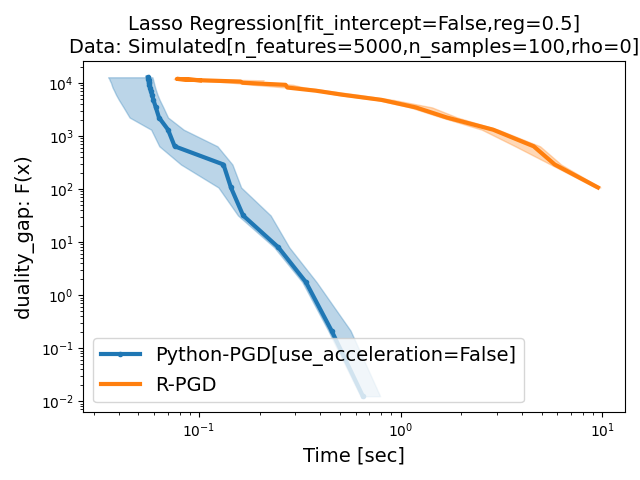 Lasso Regression[fit_intercept=False,reg=0.5]
Data: Simulated[n_features=5000,n_samples=100,rho=0]
duality_gap: F(x)
10⁴
10³
10²
10¹
10⁰
10⁻¹
10⁻²
Python-PGD[use_acceleration=False]
R-PGD
10⁻¹
10⁰
10¹
Time [sec]